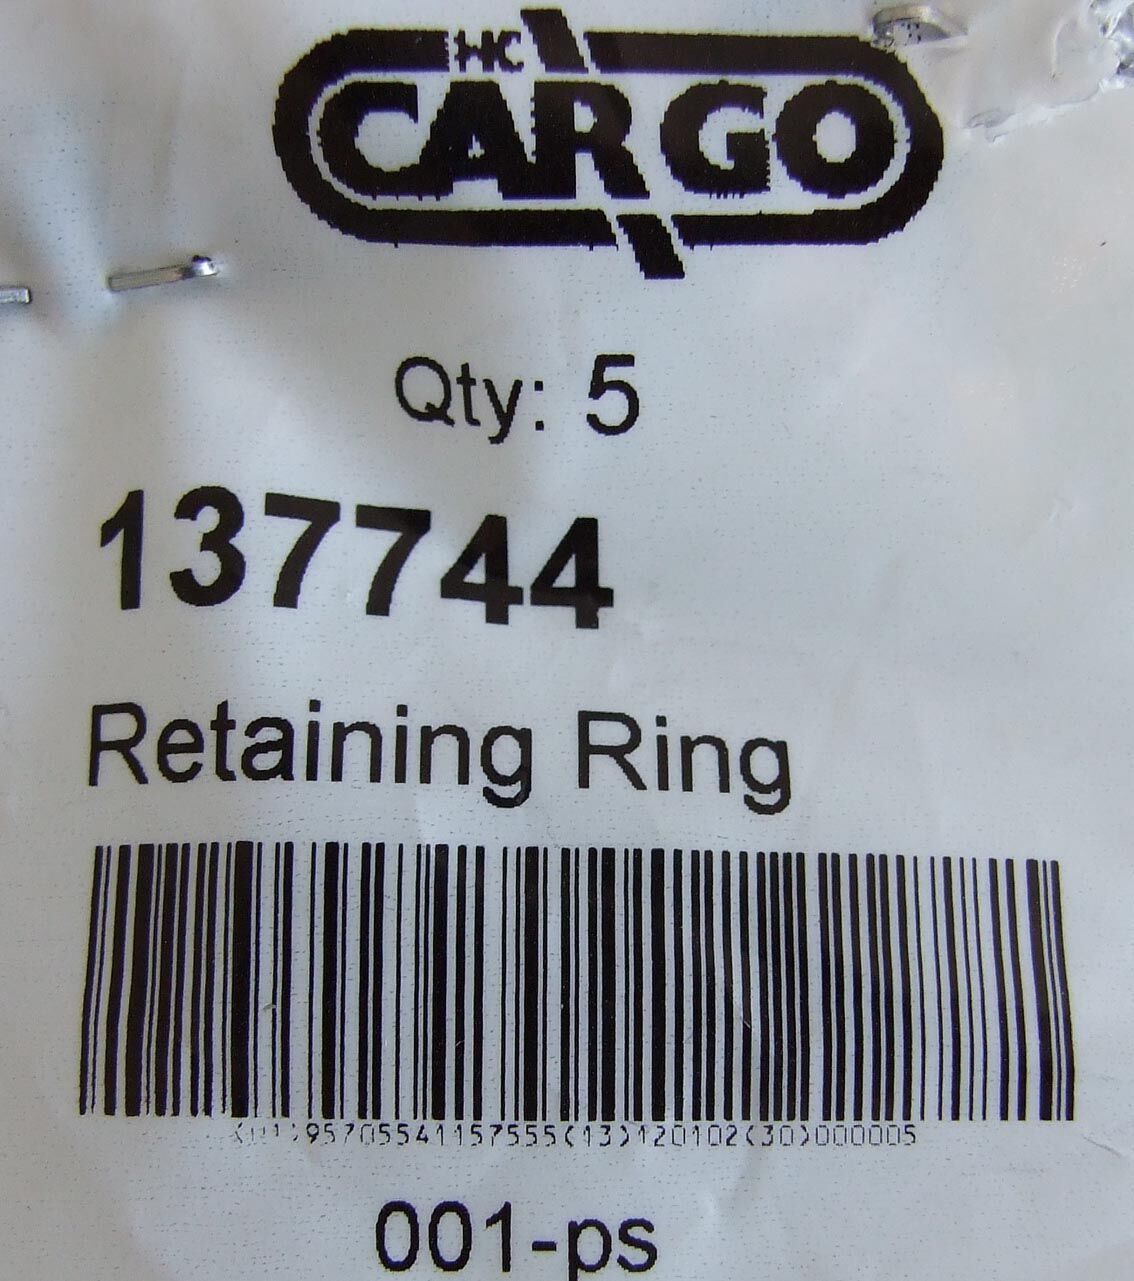 HC
CARGO
Qty: 5
137744
Retaining Ring
(01)95705541157555(13)120102(30)000005
001-ps